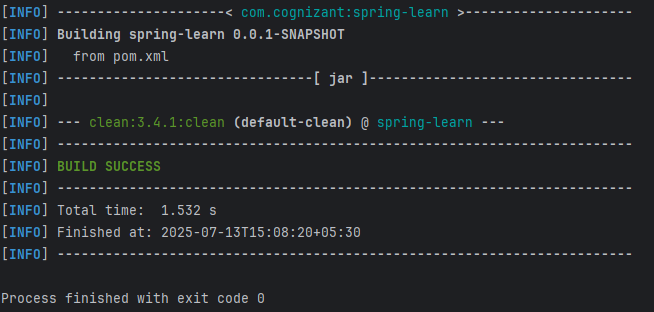 [INFO] ---------------------< com.cognizant:spring-learn >---------------------
[INFO] Building spring-learn 0.0.1-SNAPSHOT
[INFO]   from pom.xml
[INFO] --------------------------------[ jar ]---------------------------------
[INFO]
[INFO] --- clean:3.4.1:clean (default-clean) @ spring-learn ---
[INFO] ------------------------------------------------------------------------
[INFO] BUILD SUCCESS
[INFO] ------------------------------------------------------------------------
[INFO] Total time:  1.532 s
[INFO] Finished at: 2025-07-13T15:08:20+05:30
[INFO] ------------------------------------------------------------------------
Process finished with exit code 0